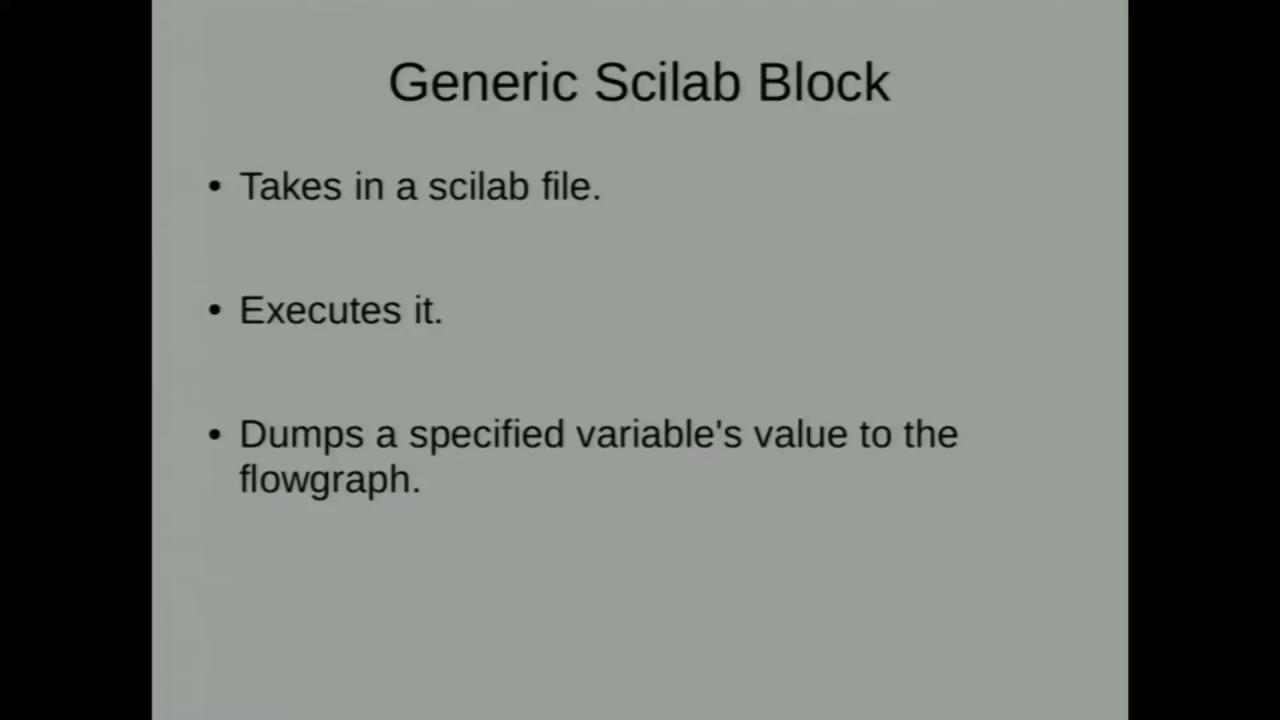 Generic Scilab Block
• Takes in a scilab file.
• Executes it.
• Dumps a specified variable's value to the
flowgraph.